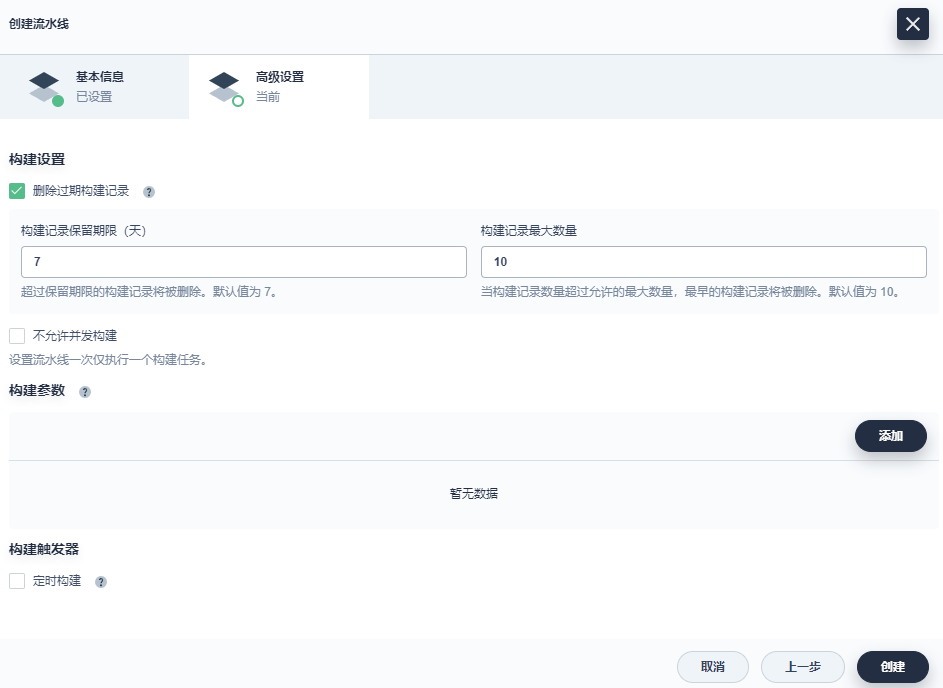 创建流水线
基本信息
已设置
高级设置
当前
构建设置
删除过期构建记录 ?
构建记录保留期限（天）
构建记录最大数量
7
10
超过保留期限的构建记录将被删除。默认值为 7。
当构建记录数量超过允许的最大数量，最早的构建记录将被删除。默认值为 10。
不允许并发构建
设置流水线一次仅执行一个构建任务。
构建参数 ?
添加
暂无数据
构建触发器
定时构建 ?
取消
上一步
创建